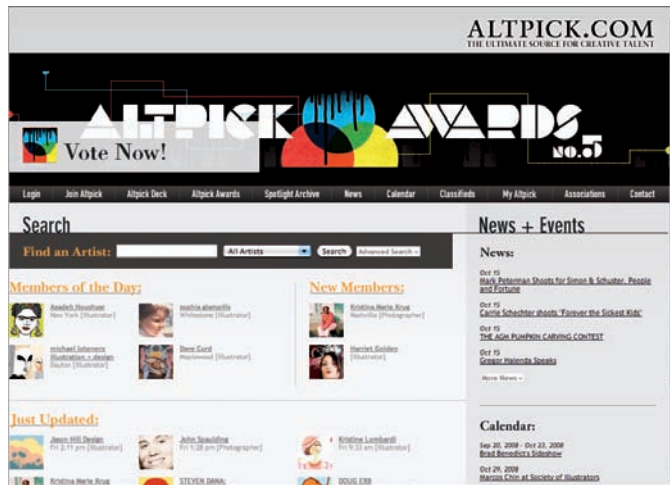 ALTPICK.COM
THE ULTIMATE SOURCE FOR CREATIVE TALENT
ALTPICK AWARDS
NO.5
Vote Now!
Login Join Altpick Altpick Deck Altpick Awards Spotlight Archive News Calendar Classifieds My Altpick Associations Contact
Search
Find an Artist: All Artists Search Advanced Search »
Members of the Day:
Azadeh Houshyar
New York [Illustrator]
sophia
Whitestone [Illustrator]
michael
illustration + design
Dayton [Illustrator]
Dave Curd
Maplewood [Illustrator]
New Members:
Kristina Marie Krug
Nashville [Photographer]
Harriet Golden
[Illustrator]
Just Updated:
Jason Hill Design
Fri 2:11 pm [Illustrator]
John Spaulding
Fri 1:28 pm [Photographer]
Kristine Lombardi
Fri 9:33 am [Illustrator]
Kristina Marie Krug
STEVEN DANA:
DOUG ERB
News + Events
News:
Oct 15
Mark Peterman Shoots for Simon & Schuster, People
and Fortune
Oct 15
Carrie Schechter shoots 'Forever the Sickest Kids'
Oct 15
THE AGM PUMPKIN CARVING CONTEST
Oct 15
Gregor Halenda Speaks
More News »
Calendar:
Sep 20, 2008 - Oct 23, 2008
Brad Benedict's Sideshow
Oct 29, 2008
Marcos Chin at Society of Illustrators